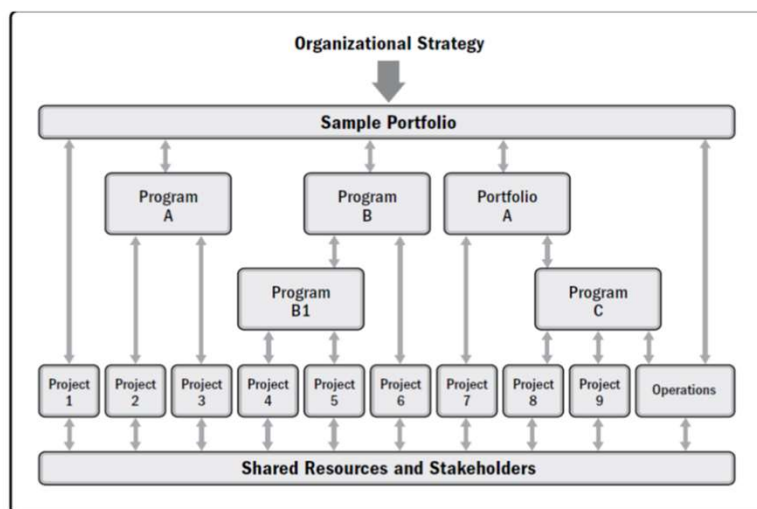 Organizational Strategy
Sample Portfolio
Program
A
Program
B
Portfolio
A
Program
B1
Program
C
Project
1
Project
2
Project
3
Project
4
Project
5
Project
6
Project
7
Project
8
Project
9
Operations
Shared Resources and Stakeholders